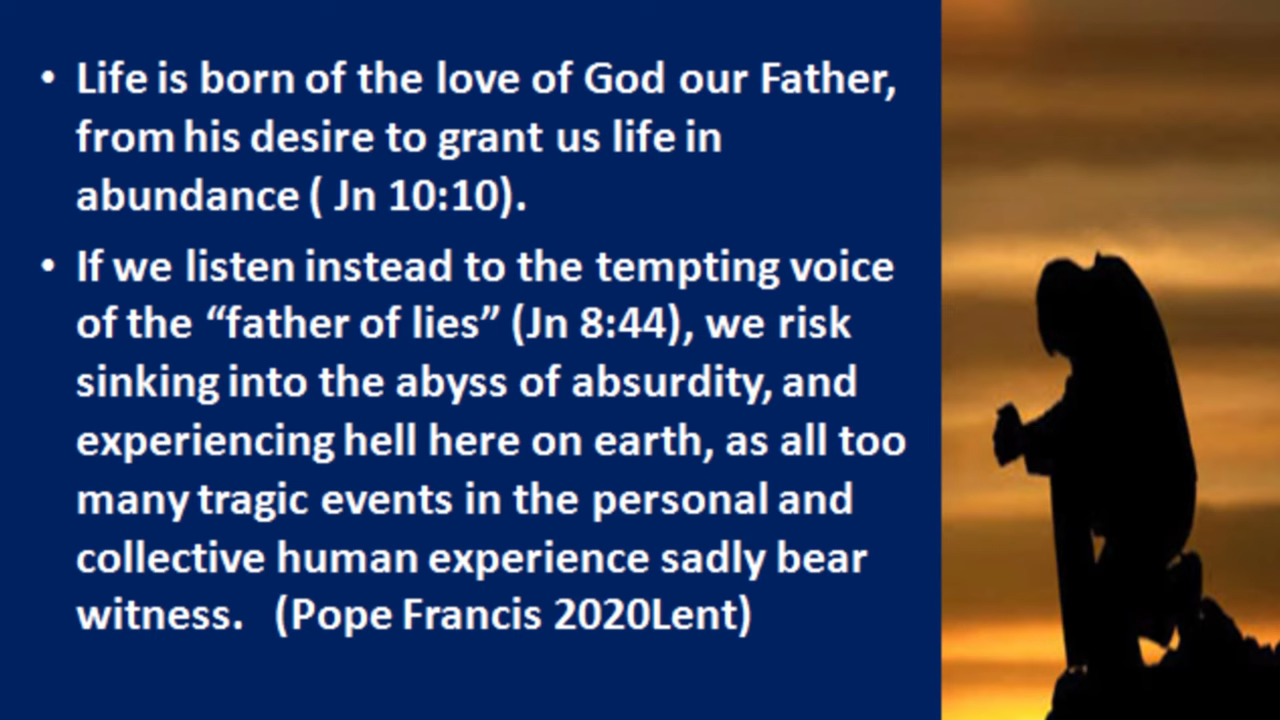 • Life is born of the love of God our Father,
from his desire to grant us life in
abundance ( Jn 10:10).
• If we listen instead to the tempting voice
of the “father of lies” (Jn 8:44), we risk
sinking into the abyss of absurdity, and
experiencing hell here on earth, as all too
many tragic events in the personal and
collective human experience sadly bear
witness.   (Pope Francis 2020Lent)